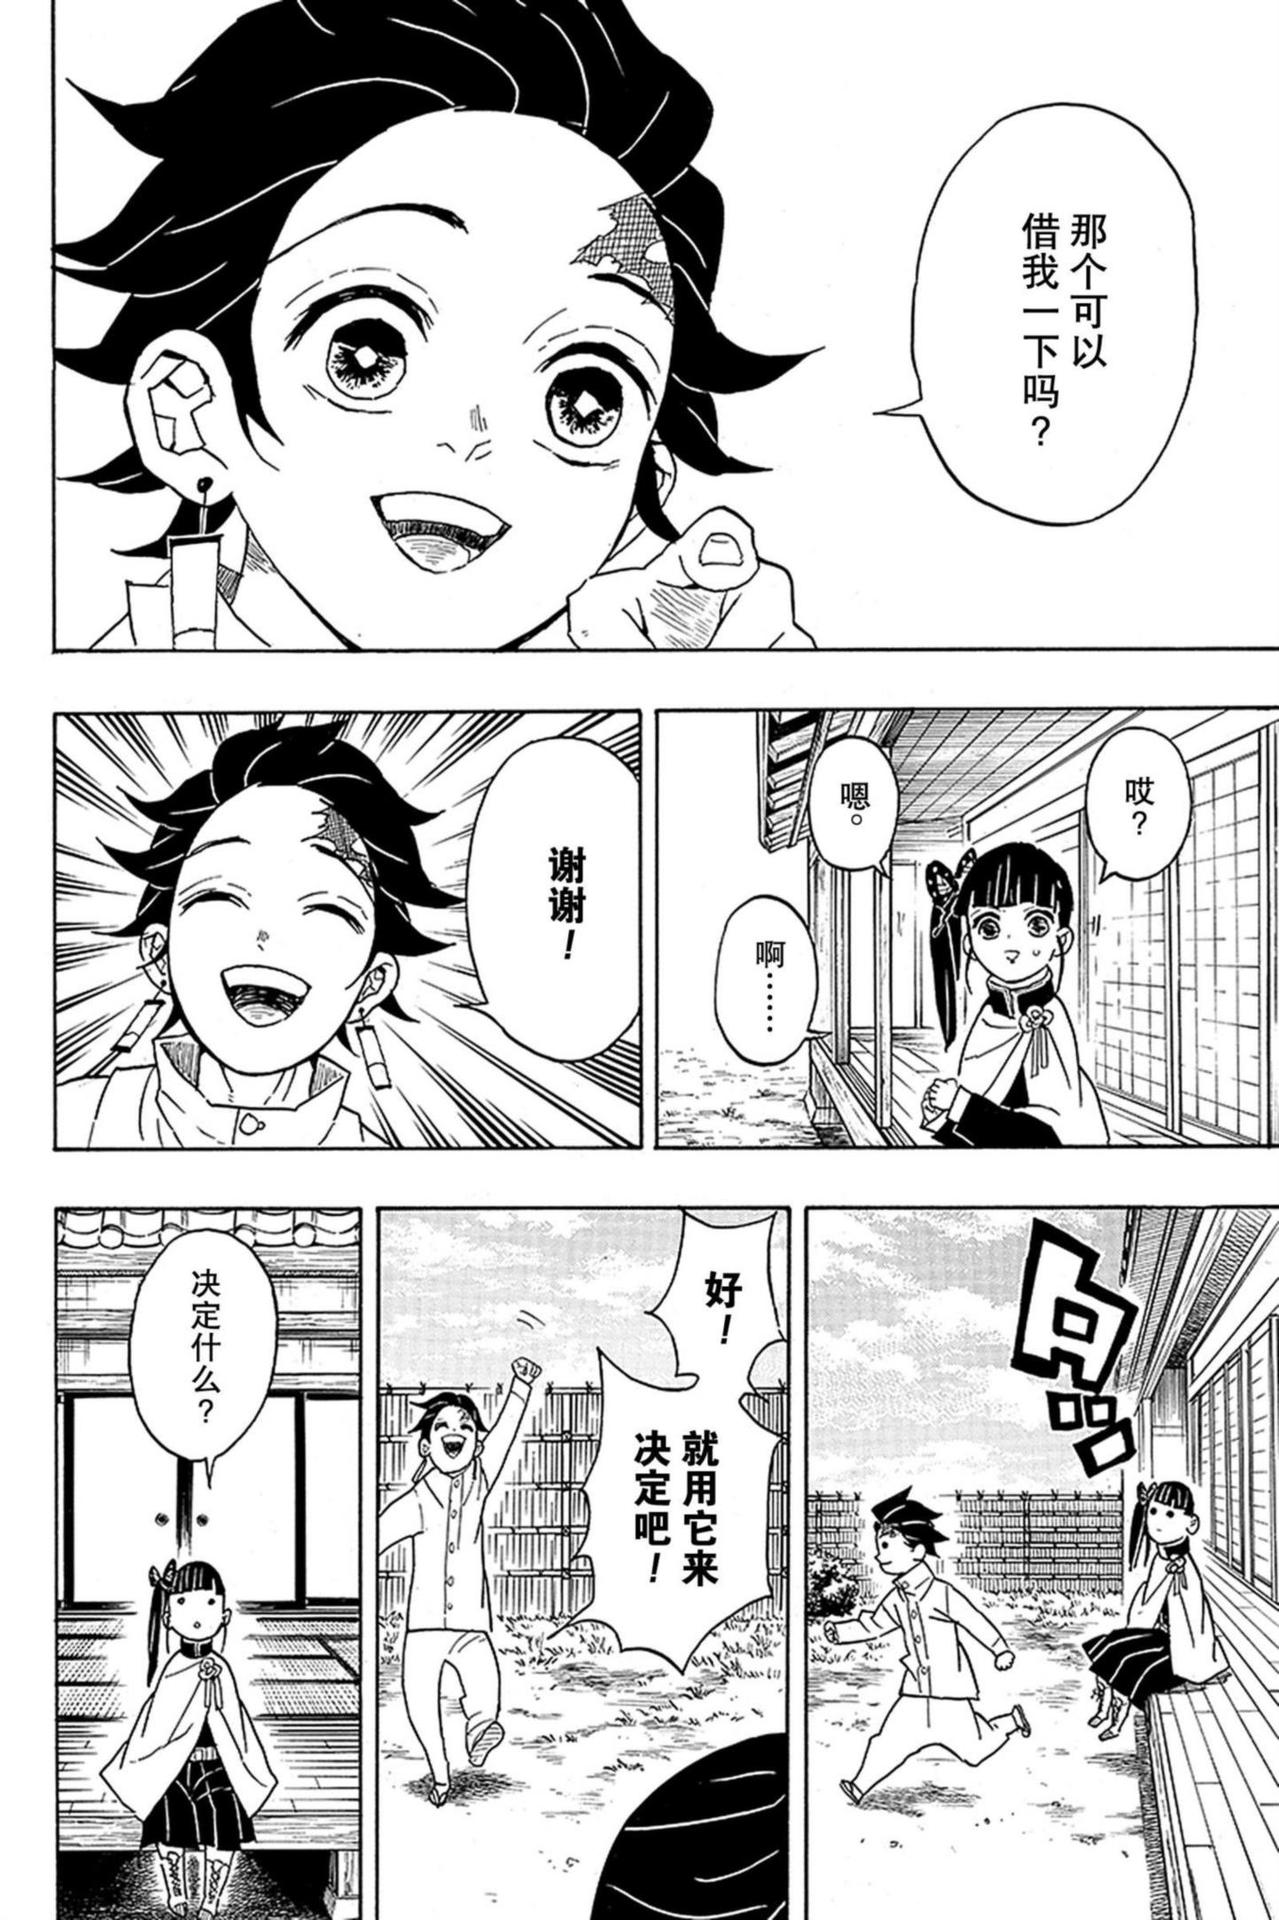 那个可以
借我一下吗？
哎？
嗯。
啊……
谢谢！
好！
就用它来
决定吧！
决定什么？